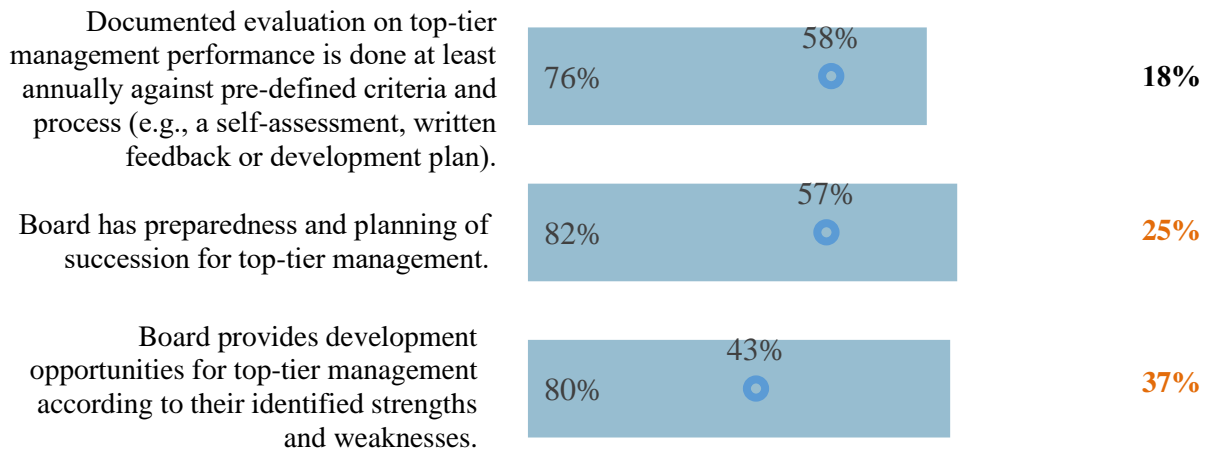 Documented evaluation on top-tier
management performance is done at least
annually against pre-defined criteria and
process (e.g., a self-assessment, written
feedback or development plan).
58%
76%
18%
Board has preparedness and planning of
succession for top-tier management.
57%
82%
25%
Board provides development
opportunities for top-tier management
according to their identified strengths
and weaknesses.
43%
80%
37%